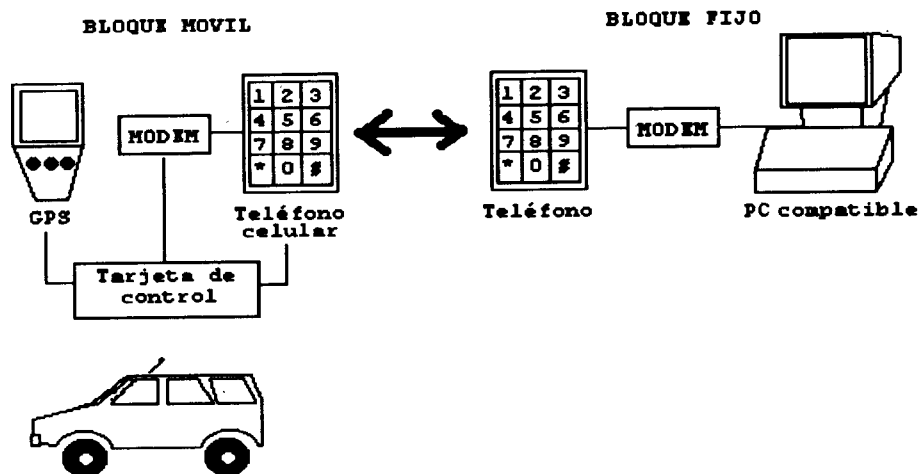 BLOQUE MOVIL
BLOQUE FIJO
1 2 3
4 5 6
7 8 9
* 0 #
MODEM
GPS
Teléfono
celular
Tarjeta de
control
1 2 3
4 5 6
7 8 9
* 0 #
MODEM
Teléfono
PC compatible